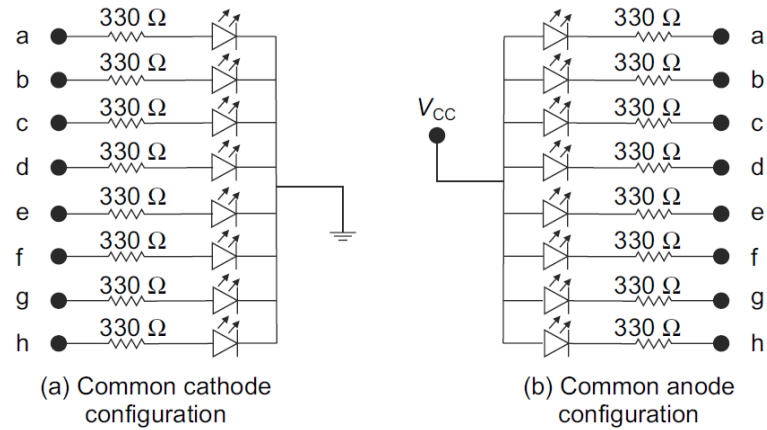 330 Ω
a
330 Ω
b
330 Ω
c
330 Ω
d
330 Ω
e
330 Ω
f
330 Ω
g
330 Ω
h
(a) Common cathode
configuration
330 Ω
a
330 Ω
b
V_CC
330 Ω
c
330 Ω
d
330 Ω
e
330 Ω
f
330 Ω
g
330 Ω
h
(b) Common anode
configuration